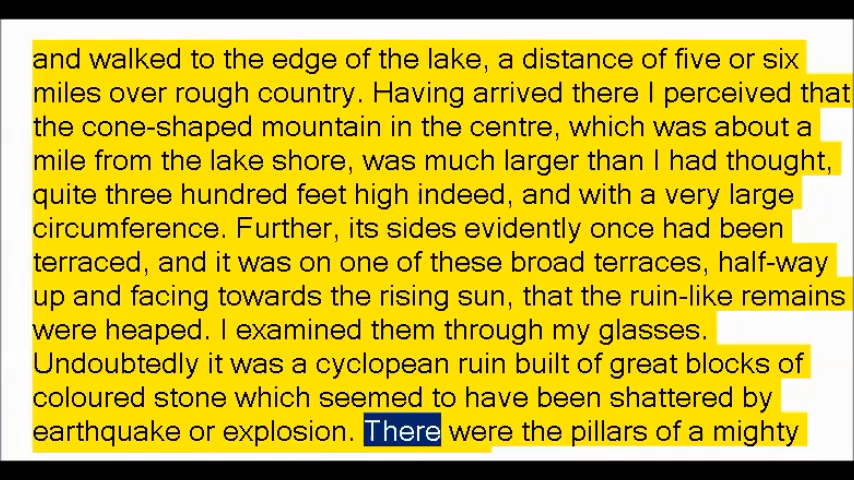 and walked to the edge of the lake, a distance of five or six
miles over rough country. Having arrived there I perceived that
the cone-shaped mountain in the centre, which was about a
mile from the lake shore, was much larger than I had thought,
quite three hundred feet high indeed, and with a very large
circumference. Further, its sides evidently once had been
terraced, and it was on one of these broad terraces, half-way
up and facing towards the rising sun, that the ruin-like remains
were heaped. I examined them through my glasses.
Undoubtedly it was a cyclopean ruin built of great blocks of
coloured stone which seemed to have been shattered by
earthquake or explosion. There were the pillars of a mighty